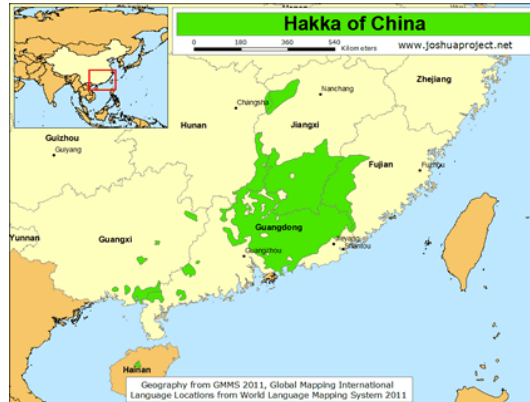 Hakka of China
0 180 360 540
Kilometers
www.joshuaproject.net
Zhejiang
Nanchang
Changsha
Hunan
Jiangxi
Guizhou
Guiyang
Fujian
Fuzhou
Yunnan
Guangxi
Guangdong
Jieyang
Shantou
Guangzhou
Hainan
Geography from GMMS 2011, Global Mapping International
Language Locations from World Language Mapping System 2011